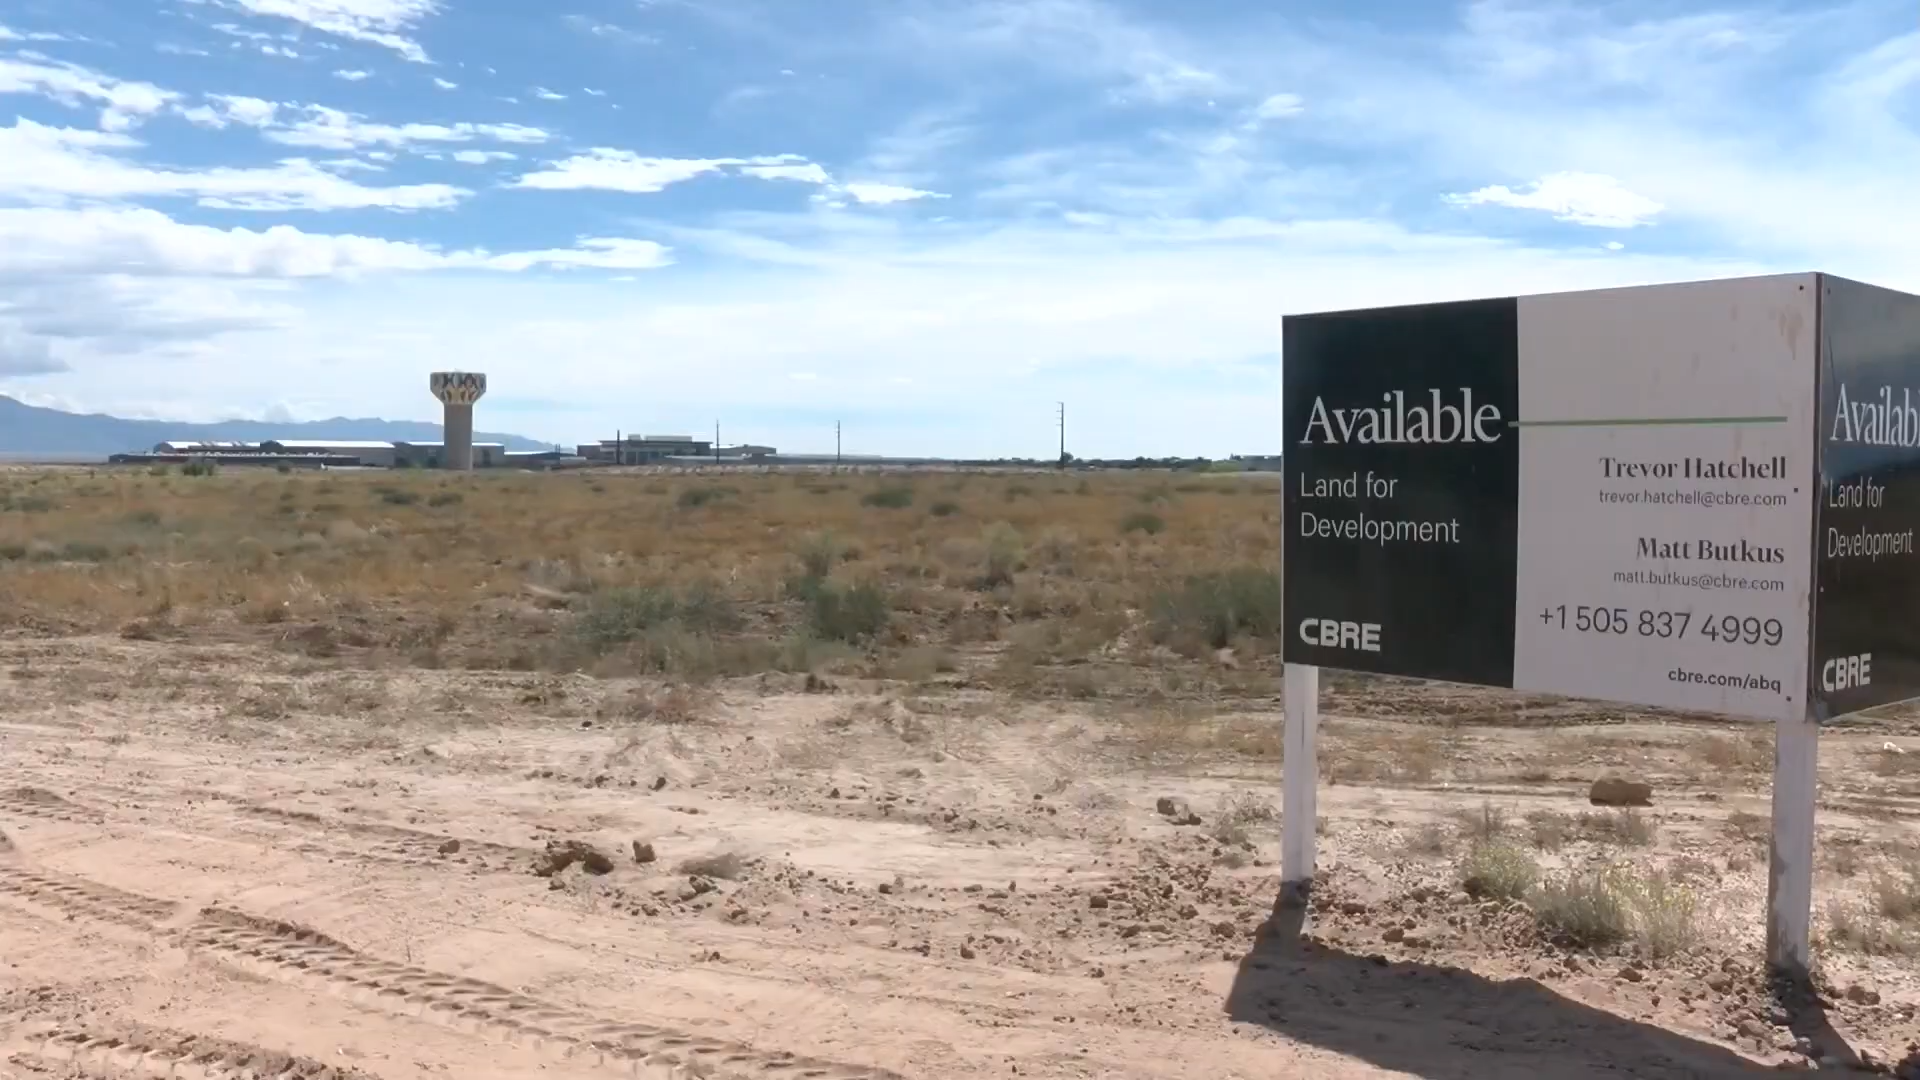 Available
Land for
Development
CBRE
Trevor Hatchell
trevor.hatchell@cbre.com
Matt Butkus
matt.butkus@cbre.com
+1 505 837 4999
cbre.com/abq
Availab
Land for
Development
CBRE